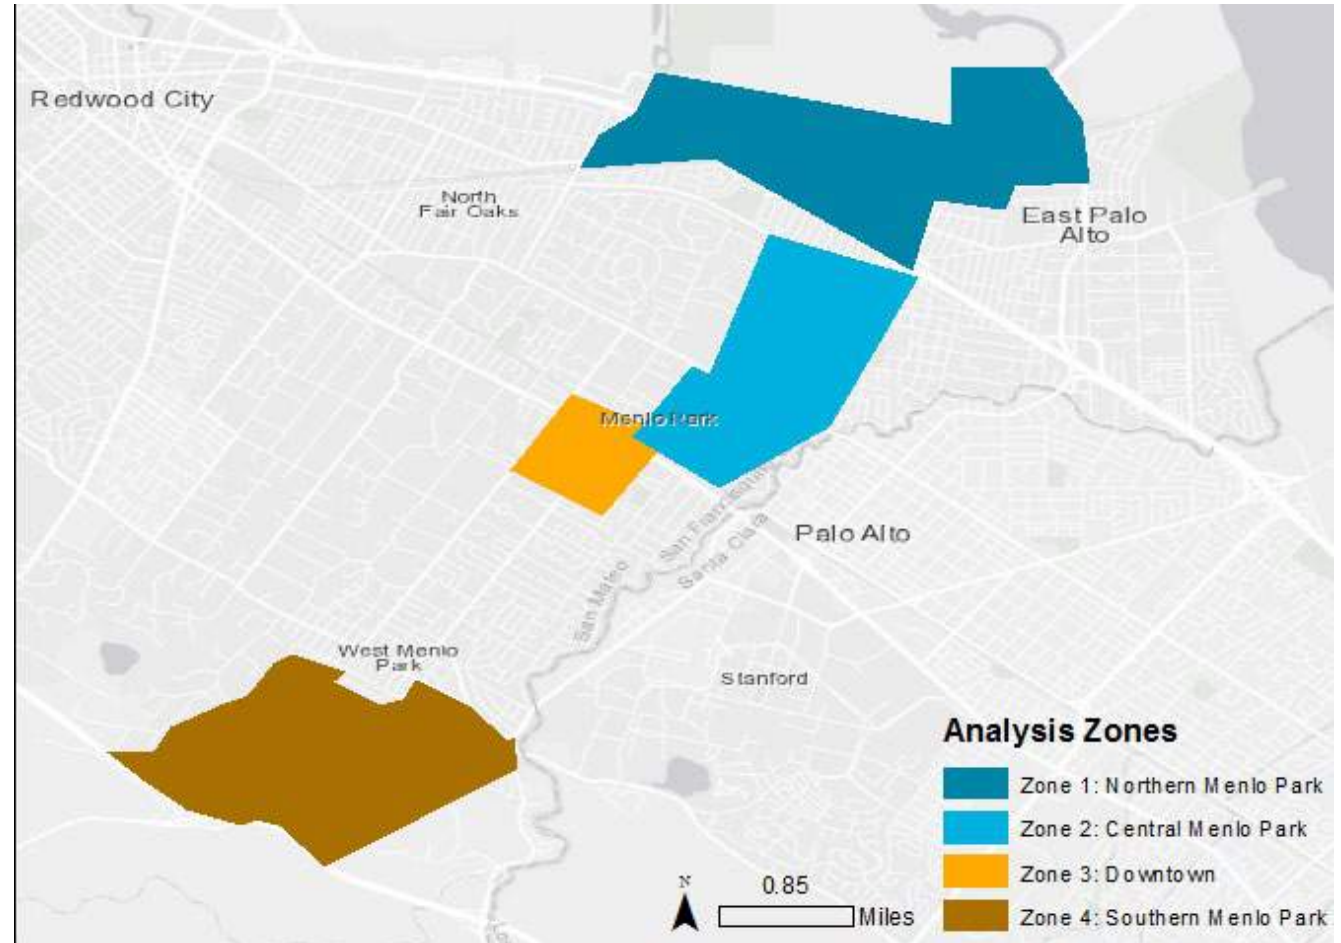 Redwood City
North
Fair Oaks
East Palo
Alto
Menlo Park
San Francisquito
Santa Clara
San Mateo
Palo Alto
West Menlo
Park
Stanford
Analysis Zones
Zone 1: Northern Menlo Park
Zone 2: Central Menlo Park
Zone 3: Downtown
Zone 4: Southern Menlo Park
N
0.85
Miles